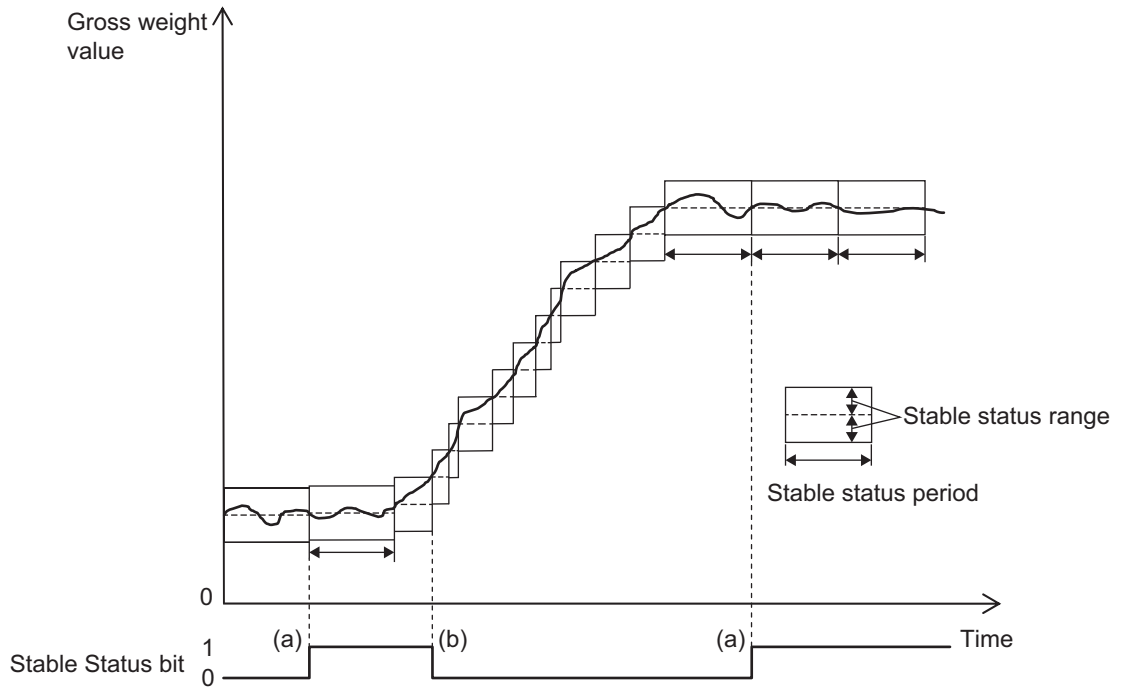 Gross weight
value
Stable status range
Stable status period
0
(a)
(b)
(a)
Time
1
Stable Status bit
0